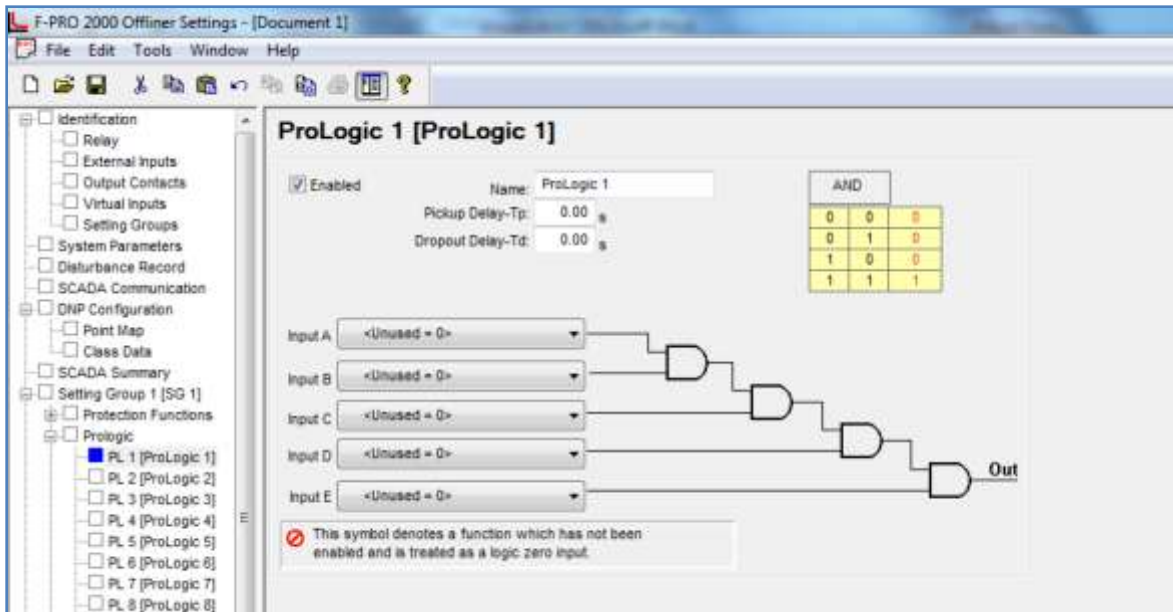 F-PRO 2000 Offliner Settings - [Document 1]
File Edit Tools Window Help
Identification
Relay
External Inputs
Output Contacts
Virtual Inputs
Setting Groups
System Parameters
Disturbance Record
SCADA Communication
DNP Configuration
Point Map
Class Data
SCADA Summary
Setting Group 1 [SG 1]
Protection Functions
Prologic
PL 1 [ProLogic 1]
PL 2 [ProLogic 2]
PL 3 [ProLogic 3]
PL 4 [ProLogic 4]
PL 5 [ProLogic 5]
PL 6 [ProLogic 6]
PL 7 [ProLogic 7]
PL 8 [ProLogic 8]
ProLogic 1 [ProLogic 1]
Enabled
Name: ProLogic 1
Pickup Delay-Tp: 0.00 s
Dropout Delay-Td: 0.00 s
AND
0 0 0
0 1 0
1 0 0
1 1 1
Input A <Unused = 0>
Input B <Unused = 0>
Input C <Unused = 0>
Input D <Unused = 0>
Input E <Unused = 0>
Out
This symbol denotes a function which has not been
enabled and is treated as a logic zero input.